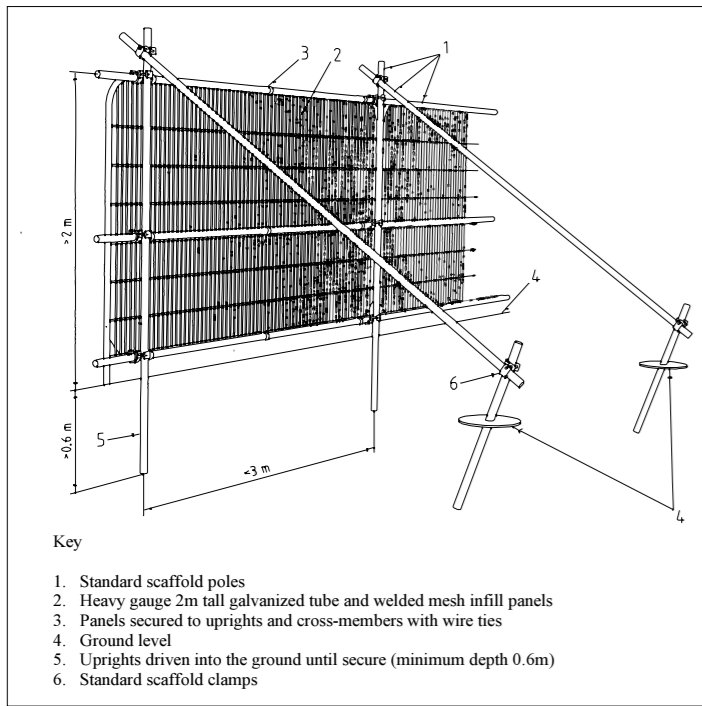 3 2 1
>2 m
4
6
>0.6 m
5
<3 m
4
Key
1. Standard scaffold poles
2. Heavy gauge 2m tall galvanized tube and welded mesh infill panels
3. Panels secured to uprights and cross-members with wire ties
4. Ground level
5. Uprights driven into the ground until secure (minimum depth 0.6m)
6. Standard scaffold clamps